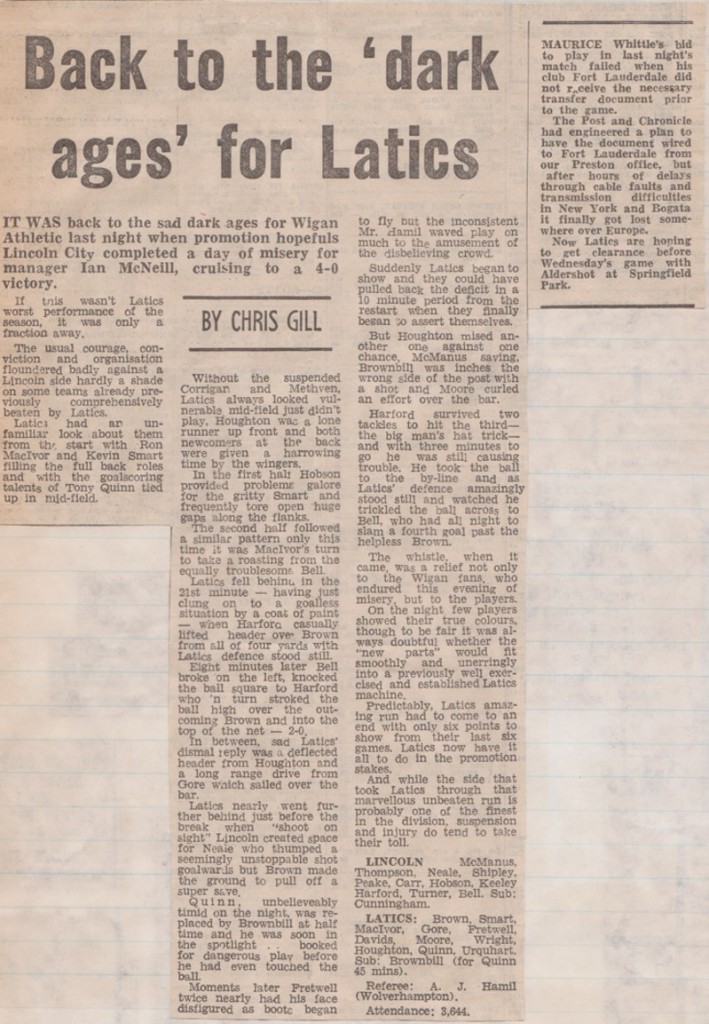 Back to the 'dark
ages' for Latics
IT WAS back to the sad dark ages for Wigan
Athletic last night when promotion hopefuls
Lincoln City completed a day of misery for
manager Ian McNeill, cruising to a 4-0
victory.
If this wasn't Latics
worst performance of the
season, it was only a
fraction away.
The usual courage, con-
viction and organisation
floundered badly against a
Lincoln side hardly a shade
on some teams already pre-
viously comprehensively
beaten by Latics.
Latics had an un-
familiar look about them
from the start with Ron
MacIvor and Kevin Smart
filling the full back roles
and with the goalscoring
talents of Tony Quinn tied
up in mid-field.
BY CHRIS GILL
Without the suspended
Corrigan and Methven,
Latics always looked vul-
nerable mid-field just didn't
play, Houghton was a lone
runner up front and both
newcomers at the back
were given a harrowing
time by the wingers.
In the first half Hobson
provided problems galore
for the gritty Smart and
frequently tore open huge
gaps along the flanks.
The second half followed
a similar pattern only this
time it was MacIvor's turn
to take a roasting from the
equally troublesome Bell.
Latics fell behind in the
21st minute — having just
clung on to a goalless
situation by a coat of paint
— when Harford casually
lifted header over Brown
from all of four yards with
Latics defence stood still.
Eight minutes later Bell
broke on the left, knocked
the ball square to Harford
who 'n turn stroked the
ball high over the out-
coming Brown and into the
top of the net — 2-0.
In between, sad Latics'
dismal reply was a deflected
header from Houghton and
a long range drive from
Gore which sailed over the
bar.
Latics nearly went fur-
ther behind just before the
break when "shoot on
sight" Lincoln created space
for Neale who thumped a
seemingly unstoppable shot
goalwards but Brown made
the ground to pull off a
super save.
Quinn, unbelieveably
timid on the night, was re-
placed by Brownbill at half
time and he was soon in
the spotlight . . booked
for dangerous play before
he had even touched the
ball.
Moments later Fretwell
twice nearly had his face
disfigured as boots began
to fly but the inconsistent
Mr. Hamil waved play on
much to the amusement of
the disbelieving crowd.
Suddenly Latics began to
show and they could have
pulled back the deficit in a
10 minute period from the
restart when they finally
began to assert themselves.
But Houghton mised an-
other one against one
chance, McManus saving,
Brownbill was inches the
wrong side of the post with
a shot and Moore curled
an effort over the bar.
Harford survived two
tackles to hit the third—
the big man's hat trick—
and with three minutes to
go he was still causing
trouble. He took the ball
to the by-line and as
Latics' defence amazingly
stood still and watched he
trickled the ball across to
Bell, who had all night to
slam a fourth goal past the
helpless Brown.
The whistle, when it
came, was a relief not only
to the Wigan fans, who
endured this evening of
misery, but to the players.
On the night few players
showed their true colours,
though to be fair it was al-
ways doubtful whether the
"new parts" would fit
smoothly and unerringly
into a previously well exer-
cised and established Latics
machine.
Predictably, Latics amaz-
ing run had to come to an
end with only six points to
show from their last six
games. Latics now have it
all to do in the promotion
stakes.
And while the side that
took Latics through that
marvellous unbeaten run is
probably one of the finest
in the division, suspension
and injury do tend to take
their toll.
LINCOLN McManus,
Thompson, Neale, Shipley,
Peake, Carr, Hobson, Keeley
Harford, Turner, Bell. Sub:
Cunningham.
LATICS: Brown, Smart,
MacIvor, Gore, Fretwell,
Davids, Moore, Wright,
Houghton, Quinn, Urquhart.
Sub: Brownbill (for Quinn
45 mins).
Referee: A. J. Hamil
(Wolverhampton).
Attendance: 3,644.
MAURICE Whittle's bid
to play in last night's
match failed when his
club Fort Lauderdale did
not receive the necessary
transfer document prior
to the game.
The Post and Chronicle
had engineered a plan to
have the document wired
to Fort Lauderdale from
our Preston office, but
after hours of delays
through cable faults and
transmission difficulties
in New York and Bogata
it finally got lost some-
where over Europe.
Now Latics are hoping
to get clearance before
Wednesday's game with
Aldershot at Springfield
Park.